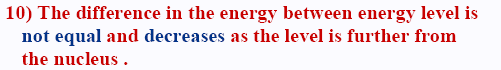 10) The difference in the energy between energy level is
not equal and decreases as the level is further from
the nucleus .